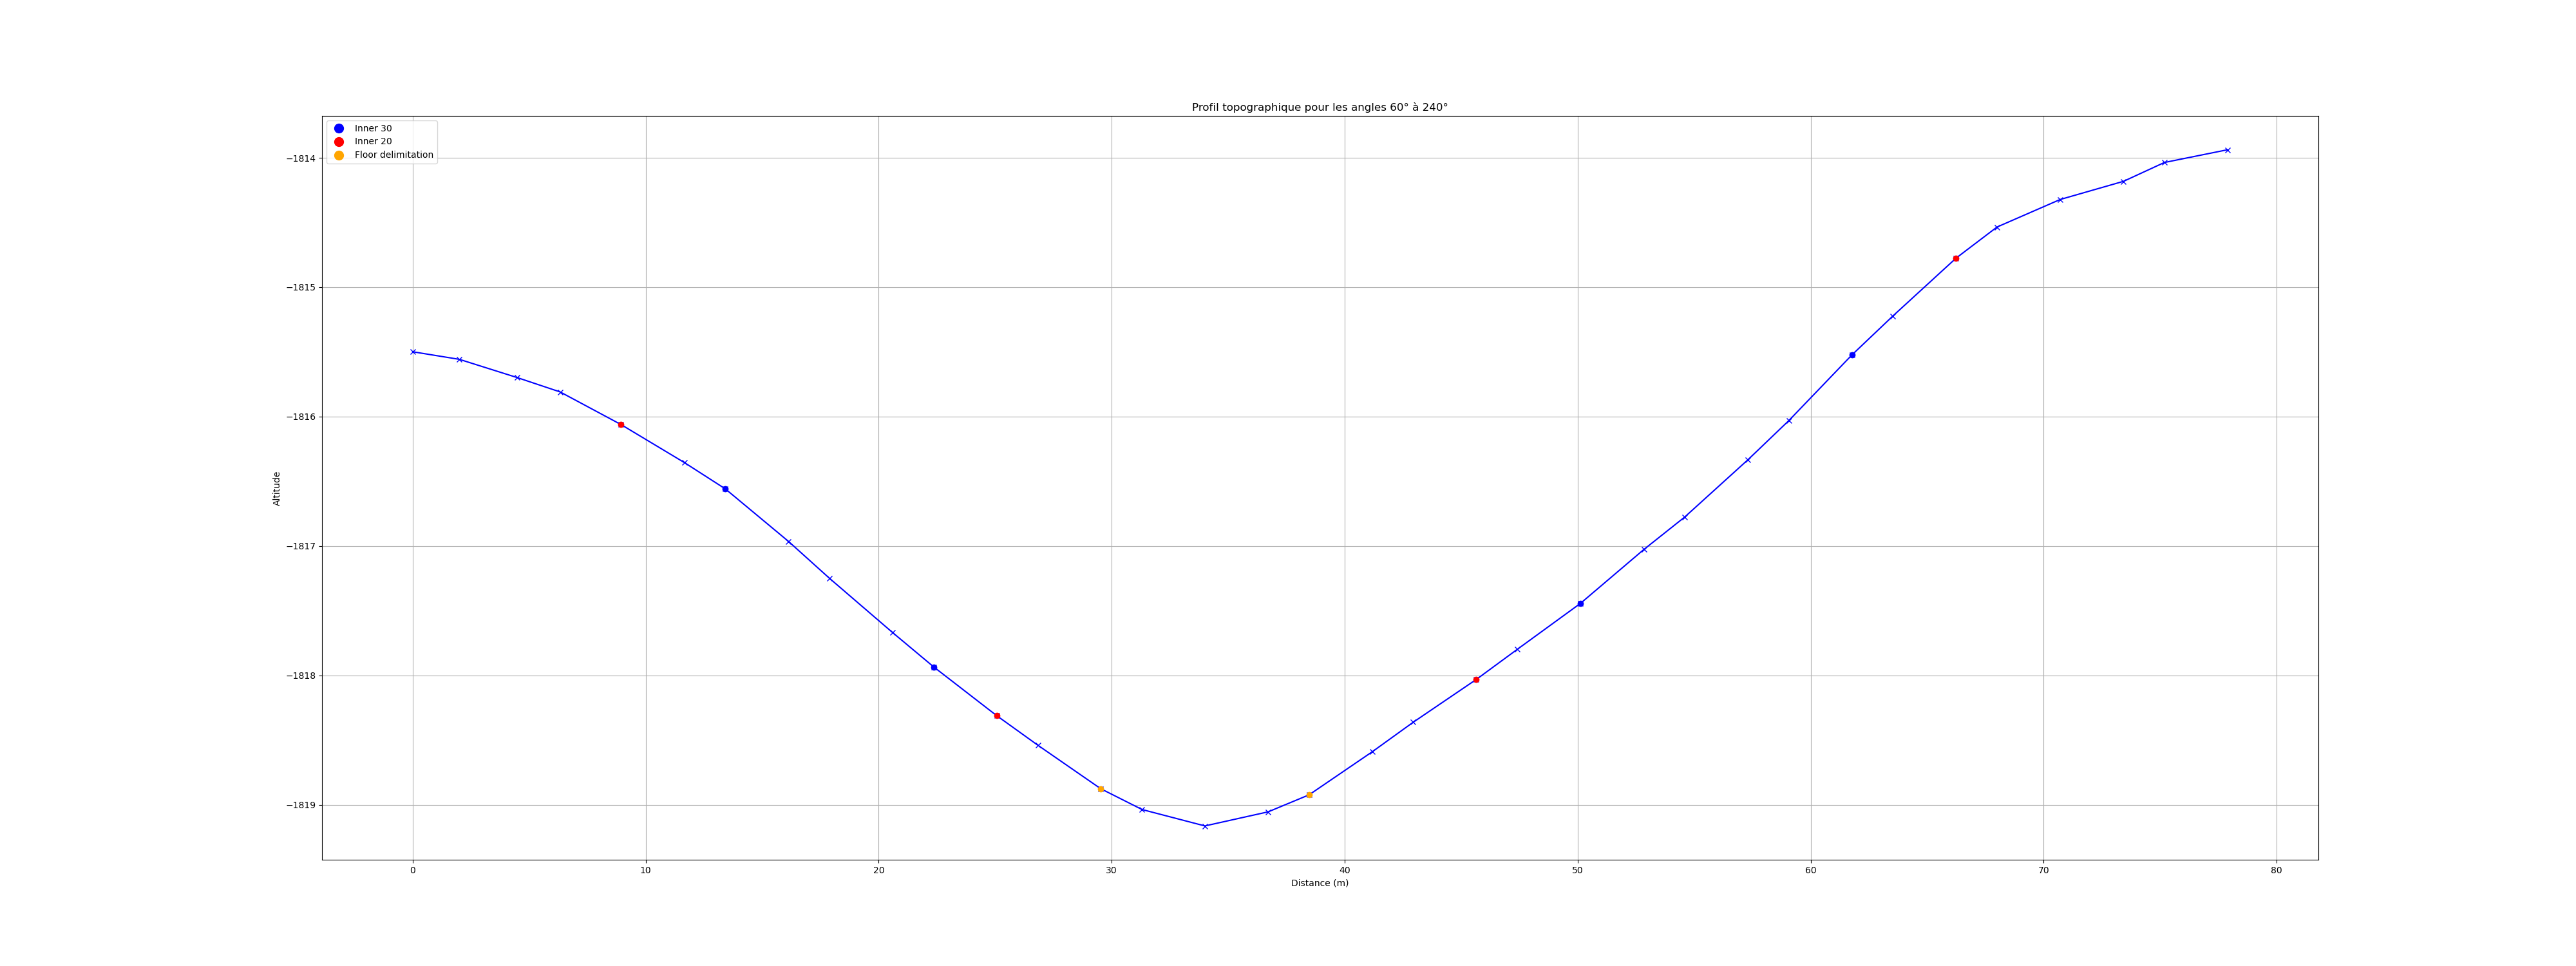 Profil topographique pour les angles 60° à 240°
Inner 30
Inner 20
Floor delimitation
−1814
−1815
−1816
−1817
−1818
−1819
Altitude
0 10 20 30 40 50 60 70 80
Distance (m)